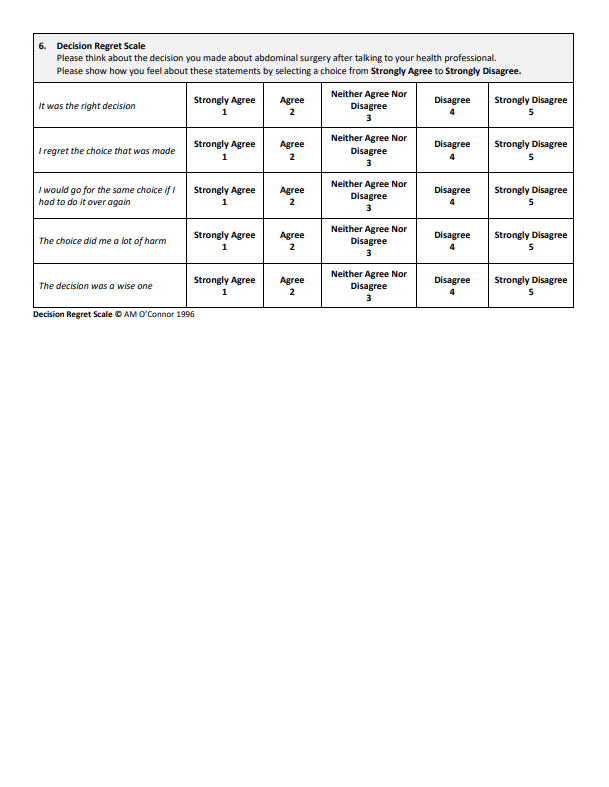 6. Decision Regret Scale
Please think about the decision you made about abdominal surgery after talking to your health professional.
Please show how you feel about these statements by selecting a choice from Strongly Agree to Strongly Disagree.
It was the right decision
Strongly Agree
1
Agree
2
Neither Agree Nor
Disagree
3
Disagree
4
Strongly Disagree
5
I regret the choice that was made
Strongly Agree
1
Agree
2
Neither Agree Nor
Disagree
3
Disagree
4
Strongly Disagree
5
I would go for the same choice if I
had to do it over again
Strongly Agree
1
Agree
2
Neither Agree Nor
Disagree
3
Disagree
4
Strongly Disagree
5
The choice did me a lot of harm
Strongly Agree
1
Agree
2
Neither Agree Nor
Disagree
3
Disagree
4
Strongly Disagree
5
The decision was a wise one
Strongly Agree
1
Agree
2
Neither Agree Nor
Disagree
3
Disagree
4
Strongly Disagree
5
Decision Regret Scale © AM O'Connor 1996